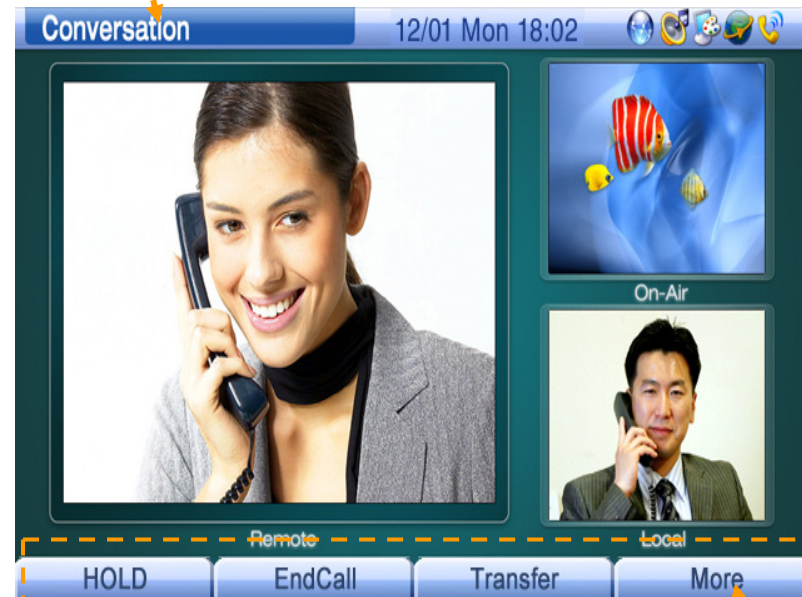 Conversation 12/01 Mon 18:02
On-Air
Remote Local
HOLD EndCall Transfer More